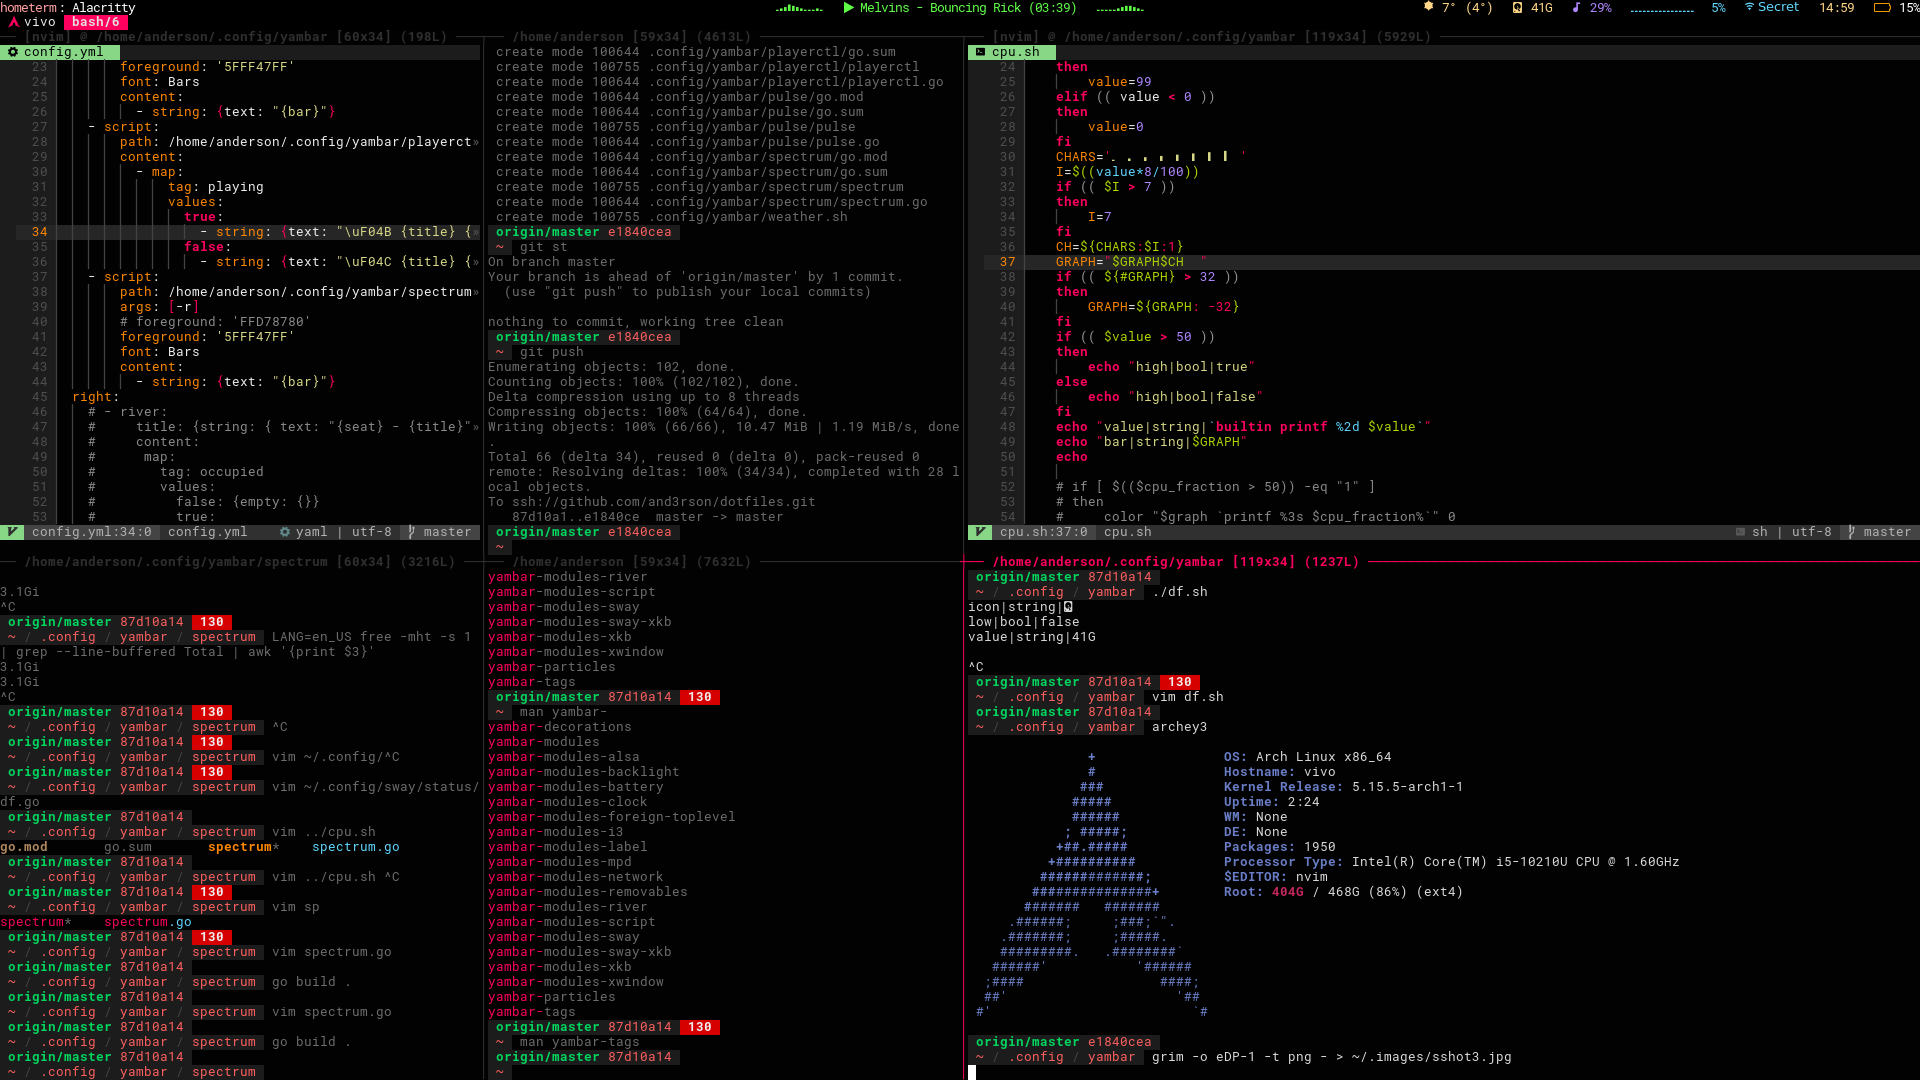 hometerm: Alacritty
Melvins - Bouncing Rick (03:39)
7° (4°) 41G 29% 5% Secret 14:59 15%
vivo bash/6
[nvim] @ /home/anderson/.config/yambar [60x34] (198L)
config.yml
23 foreground: '5FFF47FF'
24 font: Bars
25 content:
26 - string: {text: "{bar}"}
27 - script:
28 path: /home/anderson/.config/yambar/playerct»
29 content:
30 - map:
31 tag: playing
32 values:
33 true:
34 - string: {text: "\uF04B {title} {»
35 false:
36 - string: {text: "\uF04C {title} {»
37 - script:
38 path: /home/anderson/.config/yambar/spectrum»
39 args: [-r]
40 # foreground: 'FFD78780'
41 foreground: '5FFF47FF'
42 font: Bars
43 content:
44 - string: {text: "{bar}"}
45 right:
46 # - river:
47 # title: {string: { text: "{seat} - {title}"»
48 # content:
49 # map:
50 # tag: occupied
51 # values:
52 # false: {empty: {}}
53 # true:
config.yml:34:0 config.yml yaml | utf-8 master
/home/anderson [59x34] (4613L)
create mode 100644 .config/yambar/playerctl/go.sum
create mode 100755 .config/yambar/playerctl/playerctl
create mode 100644 .config/yambar/playerctl/playerctl.go
create mode 100644 .config/yambar/pulse/go.mod
create mode 100644 .config/yambar/pulse/go.sum
create mode 100755 .config/yambar/pulse/pulse
create mode 100644 .config/yambar/pulse/pulse.go
create mode 100644 .config/yambar/spectrum/go.mod
create mode 100644 .config/yambar/spectrum/go.sum
create mode 100755 .config/yambar/spectrum/spectrum
create mode 100644 .config/yambar/spectrum/spectrum.go
create mode 100755 .config/yambar/weather.sh
origin/master e1840cea
~ git st
On branch master
Your branch is ahead of 'origin/master' by 1 commit.
(use "git push" to publish your local commits)
nothing to commit, working tree clean
origin/master e1840cea
~ git push
Enumerating objects: 102, done.
Counting objects: 100% (102/102), done.
Delta compression using up to 8 threads
Compressing objects: 100% (64/64), done.
Writing objects: 100% (66/66), 10.47 MiB | 1.19 MiB/s, done
.
Total 66 (delta 34), reused 0 (delta 0), pack-reused 0
remote: Resolving deltas: 100% (34/34), completed with 28 l
ocal objects.
To ssh://github.com/and3rson/dotfiles.git
87d10a1..e1840ce master -> master
origin/master e1840cea
~
[nvim] @ /home/anderson/.config/yambar [119x34] (5929L)
cpu.sh
24 then
25 value=99
26 elif (( value < 0 ))
27 then
28 value=0
29 fi
30 CHARS='
31 I=$((value*8/100))
32 if (( $I > 7 ))
33 then
34 I=7
35 fi
36 CH=${CHARS:$I:1}
37 GRAPH="$GRAPH$CH "
38 if (( ${#GRAPH} > 32 ))
39 then
40 GRAPH=${GRAPH: -32}
41 fi
42 if (( $value > 50 ))
43 then
44 echo "high|bool|true"
45 else
46 echo "high|bool|false"
47 fi
48 echo "value|string|`builtin printf %2d $value`"
49 echo "bar|string|$GRAPH"
50 echo
51
52 # if [ $(($cpu_fraction > 50)) -eq "1" ]
53 # then
54 # color "$graph `printf %3s $cpu_fraction%`" 0
cpu.sh:37:0 cpu.sh sh | utf-8 master
/home/anderson/.config/yambar/spectrum [60x34] (3216L)
3.1Gi
^C
origin/master 87d10a14 130
~ / .config / yambar / spectrum LANG=en_US free -mht -s 1
| grep --line-buffered Total | awk '{print $3}'
3.1Gi
3.1Gi
^C
origin/master 87d10a14 130
~ / .config / yambar / spectrum ^C
origin/master 87d10a14 130
~ / .config / yambar / spectrum vim ~/.config/^C
origin/master 87d10a14 130
~ / .config / yambar / spectrum vim ~/.config/sway/status/
df.go
origin/master 87d10a14
~ / .config / yambar / spectrum vim ../cpu.sh
go.mod go.sum spectrum* spectrum.go
origin/master 87d10a14
~ / .config / yambar / spectrum vim ../cpu.sh ^C
origin/master 87d10a14 130
~ / .config / yambar / spectrum vim sp
spectrum* spectrum.go
origin/master 87d10a14 130
~ / .config / yambar / spectrum vim spectrum.go
origin/master 87d10a14
~ / .config / yambar / spectrum go build .
origin/master 87d10a14
~ / .config / yambar / spectrum vim spectrum.go
origin/master 87d10a14
~ / .config / yambar / spectrum go build .
origin/master 87d10a14
~ / .config / yambar / spectrum
/home/anderson [59x34] (7632L)
yambar-modules-river
yambar-modules-script
yambar-modules-sway
yambar-modules-sway-xkb
yambar-modules-xkb
yambar-modules-xwindow
yambar-particles
yambar-tags
origin/master 87d10a14 130
~ man yambar-
yambar-decorations
yambar-modules
yambar-modules-alsa
yambar-modules-backlight
yambar-modules-battery
yambar-modules-clock
yambar-modules-foreign-toplevel
yambar-modules-i3
yambar-modules-label
yambar-modules-mpd
yambar-modules-network
yambar-modules-removables
yambar-modules-river
yambar-modules-script
yambar-modules-sway
yambar-modules-sway-xkb
yambar-modules-xkb
yambar-modules-xwindow
yambar-particles
yambar-tags
origin/master 87d10a14 130
~ man yambar-tags
origin/master 87d10a14
~
/home/anderson/.config/yambar [119x34] (1237L)
origin/master 87d10a14
~ / .config / yambar ./df.sh
icon|string|
low|bool|false
value|string|41G
^C
origin/master 87d10a14 130
~ / .config / yambar vim df.sh
origin/master 87d10a14
~ / .config / yambar archey3
+ OS: Arch Linux x86_64
# Hostname: vivo
### Kernel Release: 5.15.5-arch1-1
##### Uptime: 2:24
###### WM: None
; #####; DE: None
+##.##### Packages: 1950
+########## Processor Type: Intel(R) Core(TM) i5-10210U CPU @ 1.60GHz
#############; $EDITOR: nvim
###############+ Root: 404G / 468G (86%) (ext4)
####### #######
.######; ;###;`".
.#######; ;#####.
#########. .########`
######' '######
;#### ####;
##' '##
#' `#
origin/master e1840cea
~ / .config / yambar grim -o eDP-1 -t png - > ~/.images/sshot3.jpg